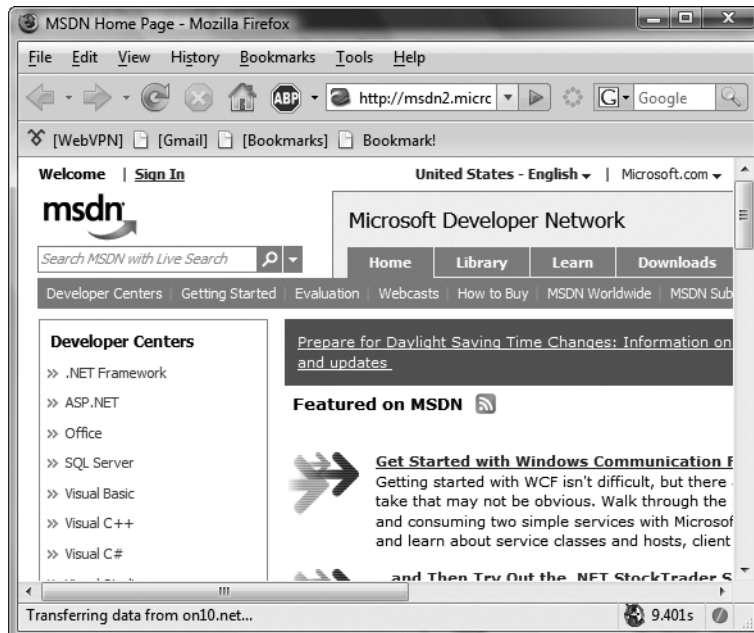 MSDN Home Page - Mozilla Firefox
File Edit View History Bookmarks Tools Help
ABP http://msdn2.micrc G Google
[WebVPN] [Gmail] [Bookmarks] Bookmark!
Welcome | Sign In United States - English | Microsoft.com
msdn
Microsoft Developer Network
Search MSDN with Live Search
Home Library Learn Downloads
Developer Centers | Getting Started | Evaluation | Webcasts | How to Buy | MSDN Worldwide | MSDN Sub
Developer Centers
» .NET Framework
» ASP.NET
» Office
» SQL Server
» Visual Basic
» Visual C++
» Visual C#
Prepare for Daylight Saving Time Changes: Information on
and updates
Featured on MSDN
Get Started with Windows Communication F
Getting started with WCF isn't difficult, but there
take that may not be obvious. Walk through the
and consuming two simple services with Microsof
and learn about service classes and hosts, client
...and Then Try Out the .NET StockTrader S
Transferring data from on10.net... 9.401s